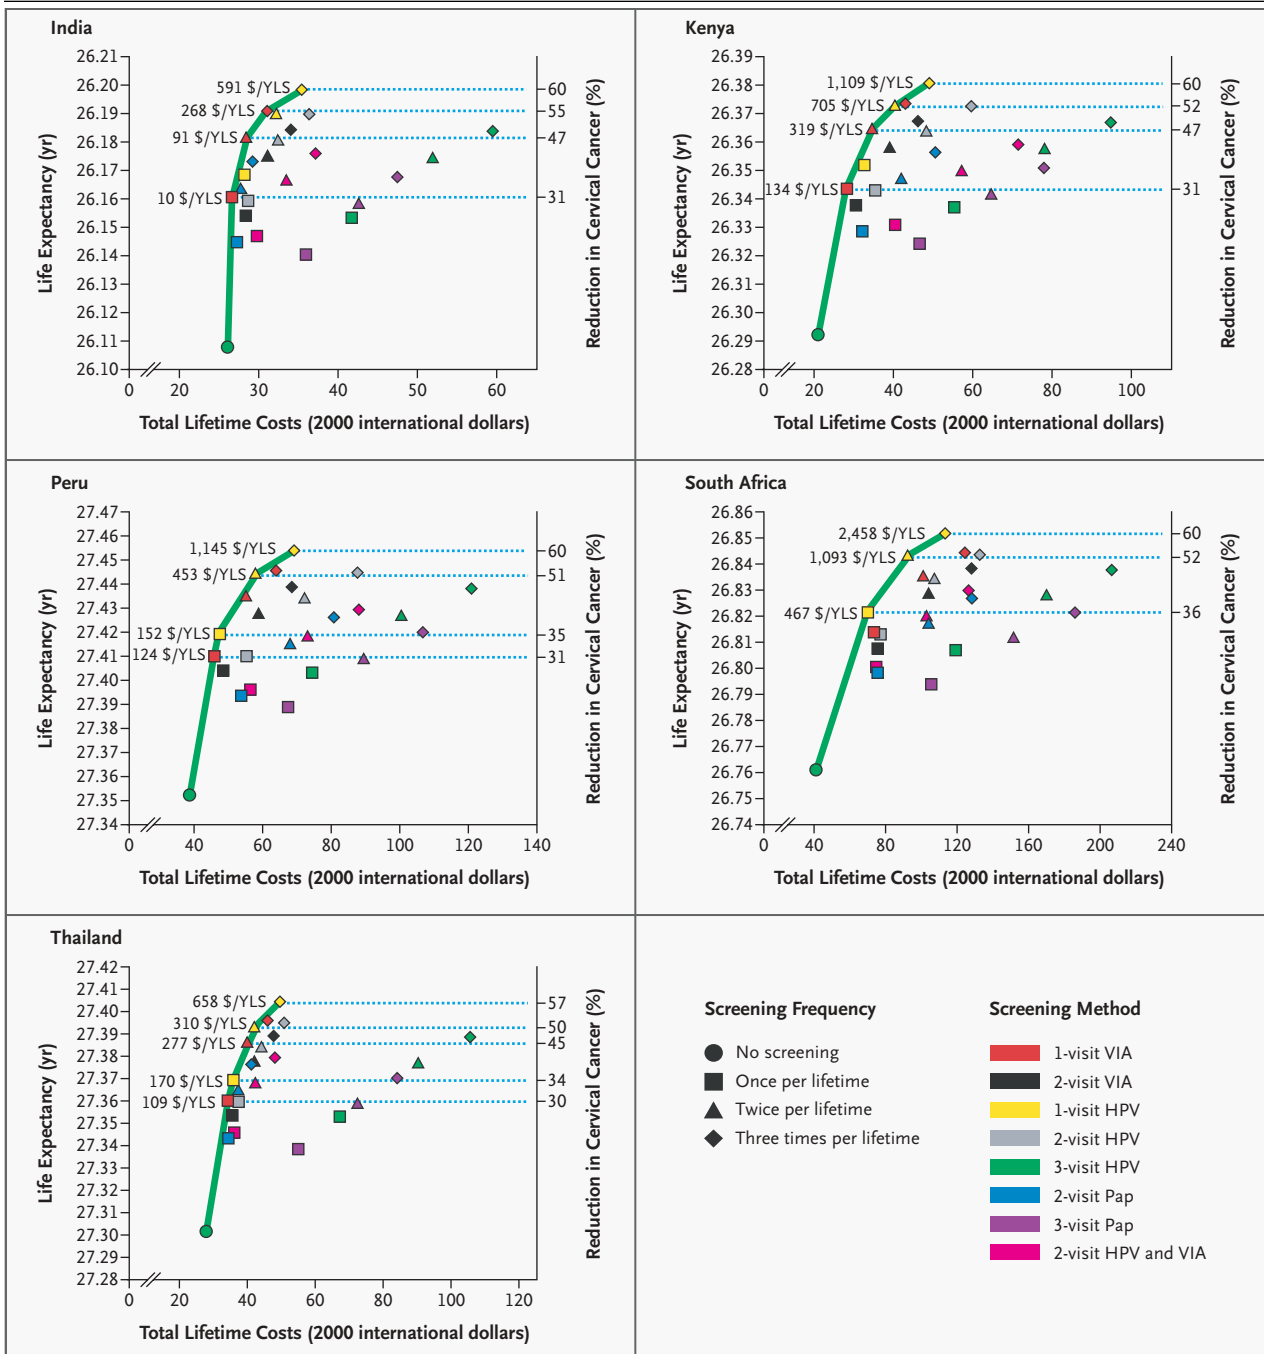 India
26.21
26.20
26.19
26.18
26.17
26.16
26.15
26.14
26.13
26.12
26.11
26.10
Life Expectancy (yr)
591 $/YLS
268 $/YLS
91 $/YLS
10 $/YLS
60
55
47
31
Reduction in Cervical Cancer (%)
0 20 30 40 50 60
Total Lifetime Costs (2000 international dollars)
Kenya
26.39
26.38
26.37
26.36
26.35
26.34
26.33
26.32
26.31
26.30
26.29
26.28
Life Expectancy (yr)
1,109 $/YLS
705 $/YLS
319 $/YLS
134 $/YLS
60
52
47
31
Reduction in Cervical Cancer (%)
0 20 40 60 80 100
Total Lifetime Costs (2000 international dollars)
Peru
27.47
27.46
27.45
27.44
27.43
27.42
27.41
27.40
27.39
27.38
27.37
27.36
27.35
27.34
Life Expectancy (yr)
1,145 $/YLS
453 $/YLS
152 $/YLS
124 $/YLS
60
51
35
31
Reduction in Cervical Cancer (%)
0 40 60 80 100 120 140
Total Lifetime Costs (2000 international dollars)
South Africa
26.86
26.85
26.84
26.83
26.82
26.81
26.80
26.79
26.78
26.77
26.76
26.75
26.74
Life Expectancy (yr)
2,458 $/YLS
1,093 $/YLS
467 $/YLS
60
52
36
Reduction in Cervical Cancer (%)
0 40 80 120 160 200 240
Total Lifetime Costs (2000 international dollars)
Thailand
27.42
27.41
27.40
27.39
27.38
27.37
27.36
27.35
27.34
27.33
27.32
27.31
27.30
27.29
27.28
Life Expectancy (yr)
658 $/YLS
310 $/YLS
277 $/YLS
170 $/YLS
109 $/YLS
57
50
45
34
30
Reduction in Cervical Cancer (%)
0 20 40 60 80 100 120
Total Lifetime Costs (2000 international dollars)
Screening Frequency
No screening
Once per lifetime
Twice per lifetime
Three times per lifetime
Screening Method
1-visit VIA
2-visit VIA
1-visit HPV
2-visit HPV
3-visit HPV
2-visit Pap
3-visit Pap
2-visit HPV and VIA